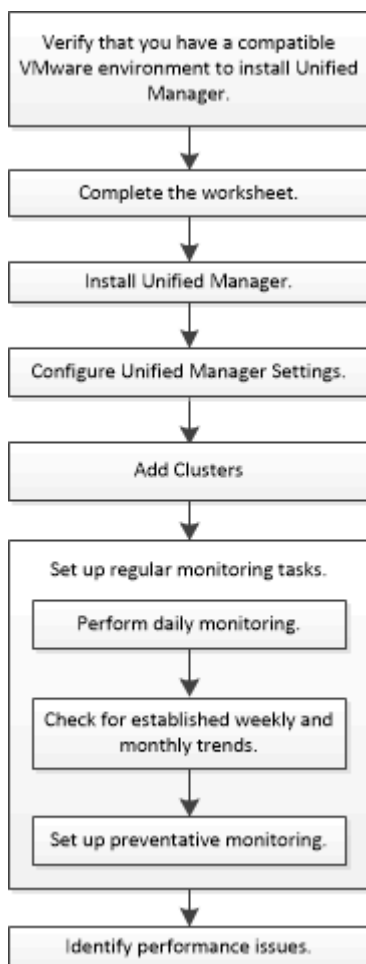 Verify that you have a compatible
VMware environment to install Unified
Manager.
Complete the worksheet.
Install Unified Manager.
Configure Unified Manager Settings.
Add Clusters
Set up regular monitoring tasks.
Perform daily monitoring.
Check for established weekly and
monthly trends.
Set up preventative monitoring.
Identify performance issues.